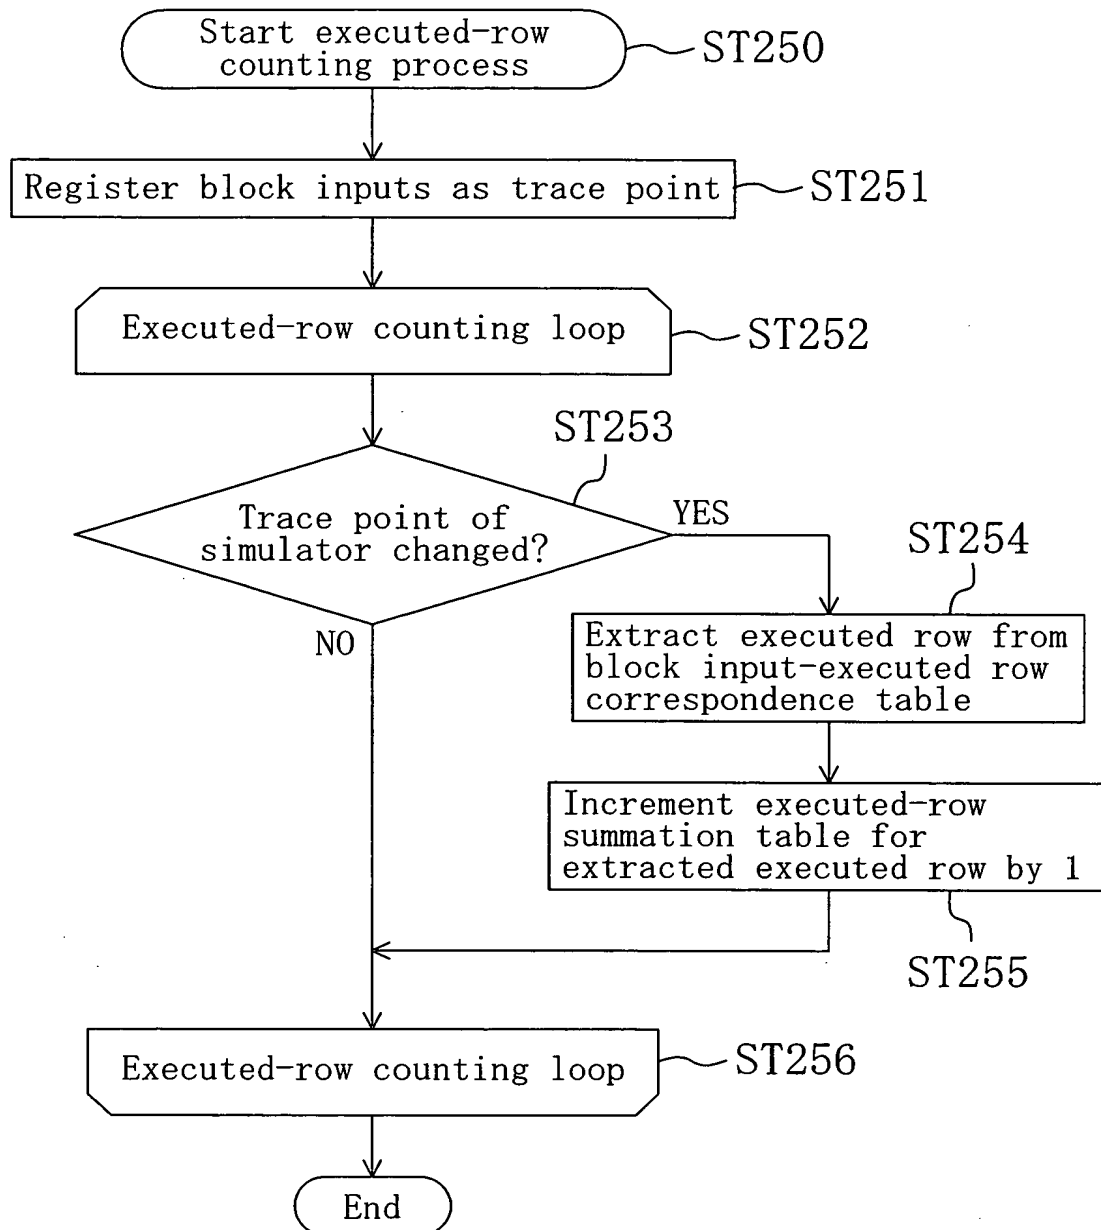 Start executed-row
counting process
ST250
Register block inputs as trace point
ST251
Executed-row counting loop
ST252
ST253
Trace point of
simulator changed?
YES
NO
ST254
Extract executed row from
block input-executed row
correspondence table
Increment executed-row
summation table for
extracted executed row by 1
ST255
Executed-row counting loop
ST256
End